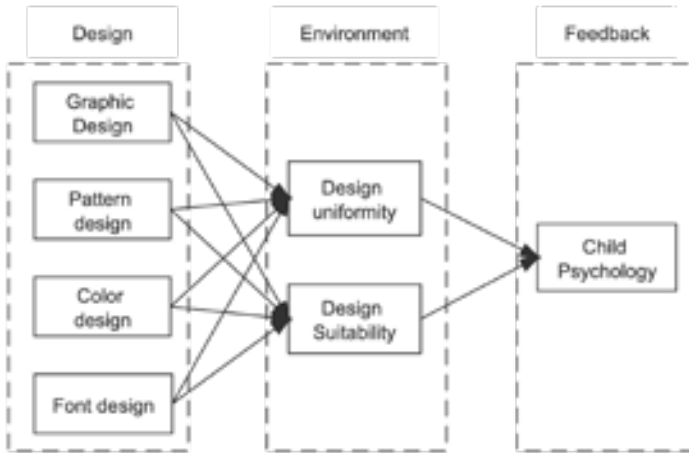 Design
Environment
Feedback
Graphic
Design
Pattern
design
Color
design
Font design
Design
uniformity
Design
Suitability
Child
Psychology